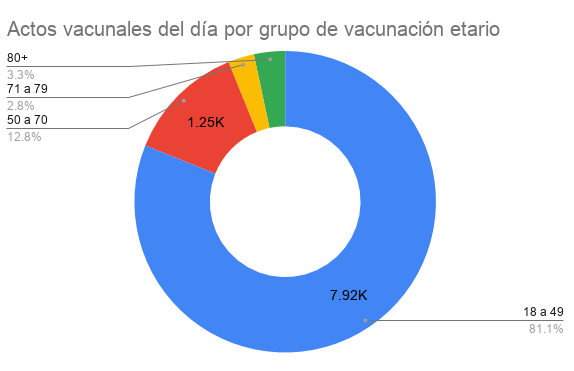 Actos vacunales del día por grupo de vacunación etario
80+
3.3%
71 a 79
2.8%
50 a 70
12.8%
1.25K
7.92K
18 a 49
81.1%